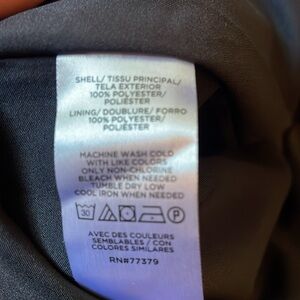 SHELL/ TISSU PRINCIPAL/
TELA EXTERIOR
100% POLYESTER/
POLIÉSTER
LINING/ DOUBLURE/ FORRO
100% POLYESTER/
POLIÉSTER
MACHINE WASH COLD
WITH LIKE COLORS
ONLY NON-CHLORINE
BLEACH WHEN NEEDED
TUMBLE DRY LOW
COOL IRON WHEN NEEDED
30 P
AVEC DES COULEURS
SEMBLABLES / CON
COLORES SIMILARES
RN#77379